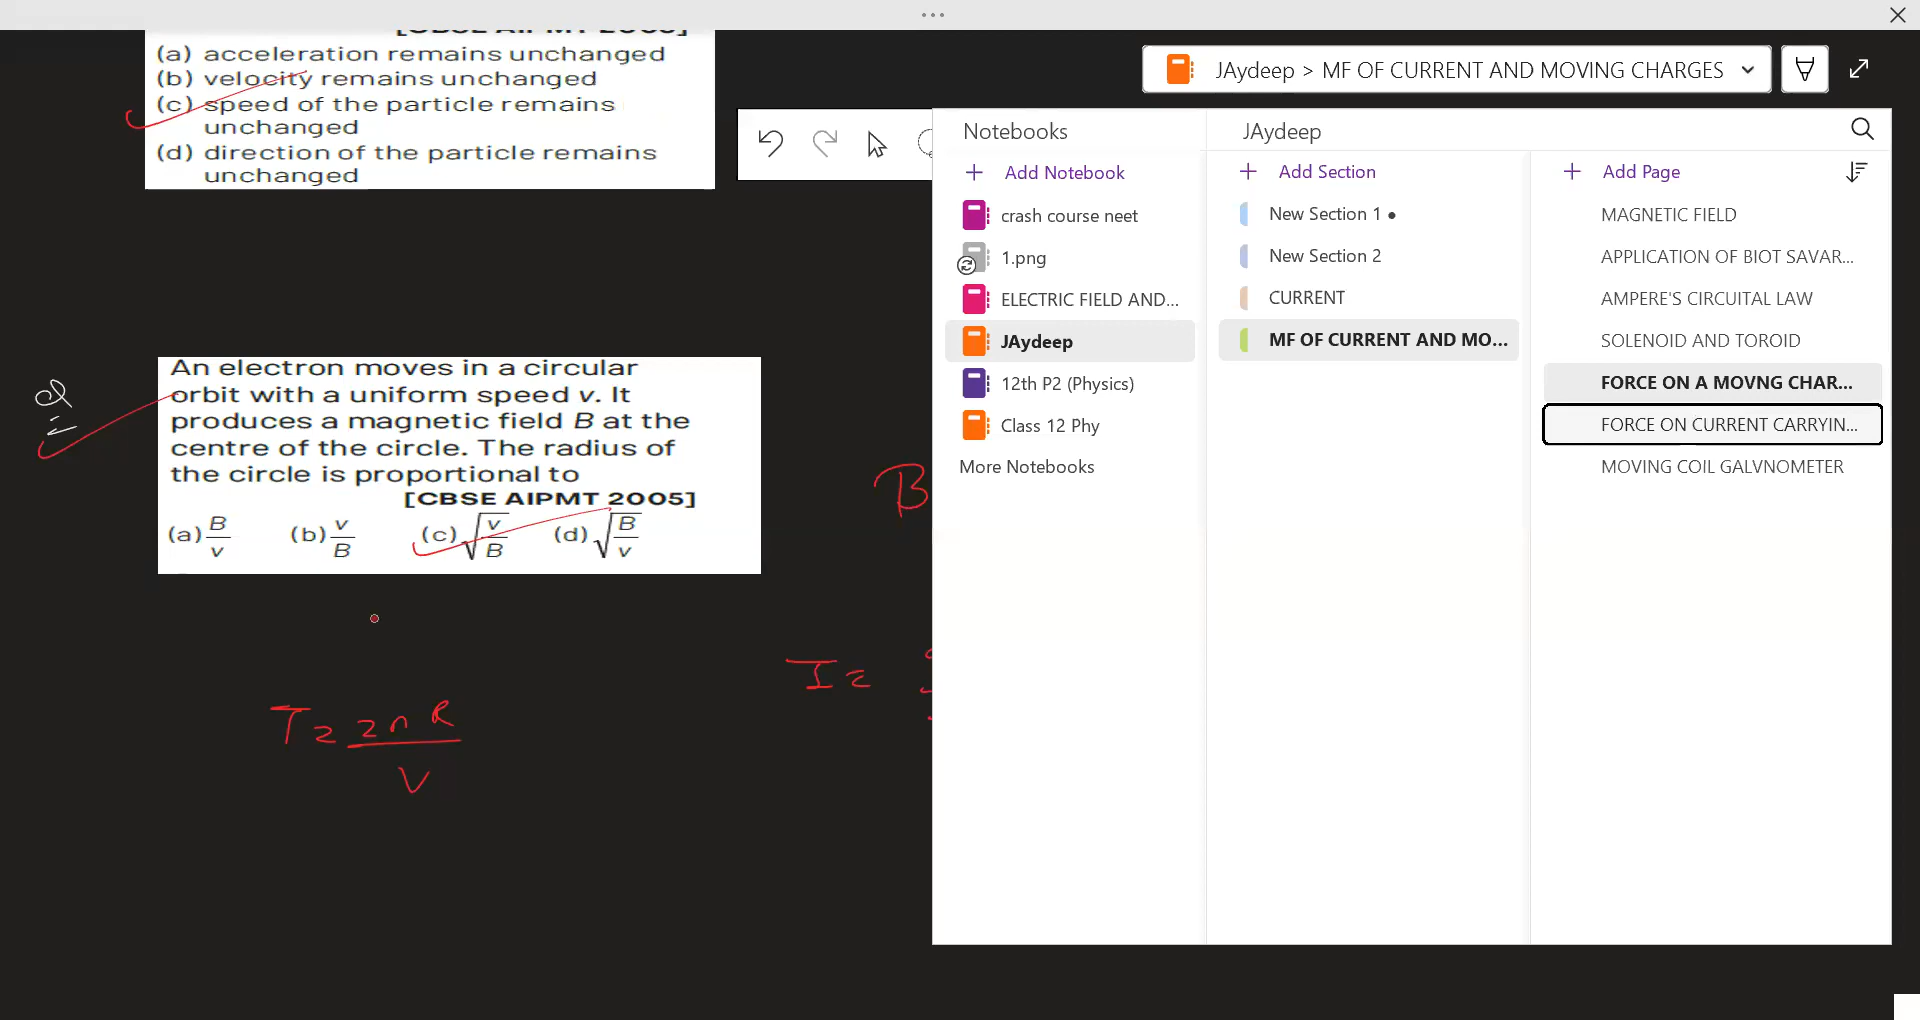 (a) acceleration remains unchanged
(b) velocity remains unchanged
(c) speed of the particle remains
unchanged
(d) direction of the particle remains
unchanged
An electron moves in a circular
orbit with a uniform speed v. It
produces a magnetic field B at the
centre of the circle. The radius of
the circle is proportional to
[CBSE AIPMT 2005]
(a) B/v (b) v/B (c) √(v/B) (d) √(B/v)
T = 2πR
v
B
I =
JAydeep > MF OF CURRENT AND MOVING CHARGES
Notebooks
Add Notebook
crash course neet
1.png
ELECTRIC FIELD AND...
JAydeep
12th P2 (Physics)
Class 12 Phy
More Notebooks
JAydeep
Add Section
New Section 1
New Section 2
CURRENT
MF OF CURRENT AND MO...
Add Page
MAGNETIC FIELD
APPLICATION OF BIOT SAVAR...
AMPERE'S CIRCUITAL LAW
SOLENOID AND TOROID
FORCE ON A MOVNG CHAR...
FORCE ON CURRENT CARRYIN...
MOVING COIL GALVNOMETER